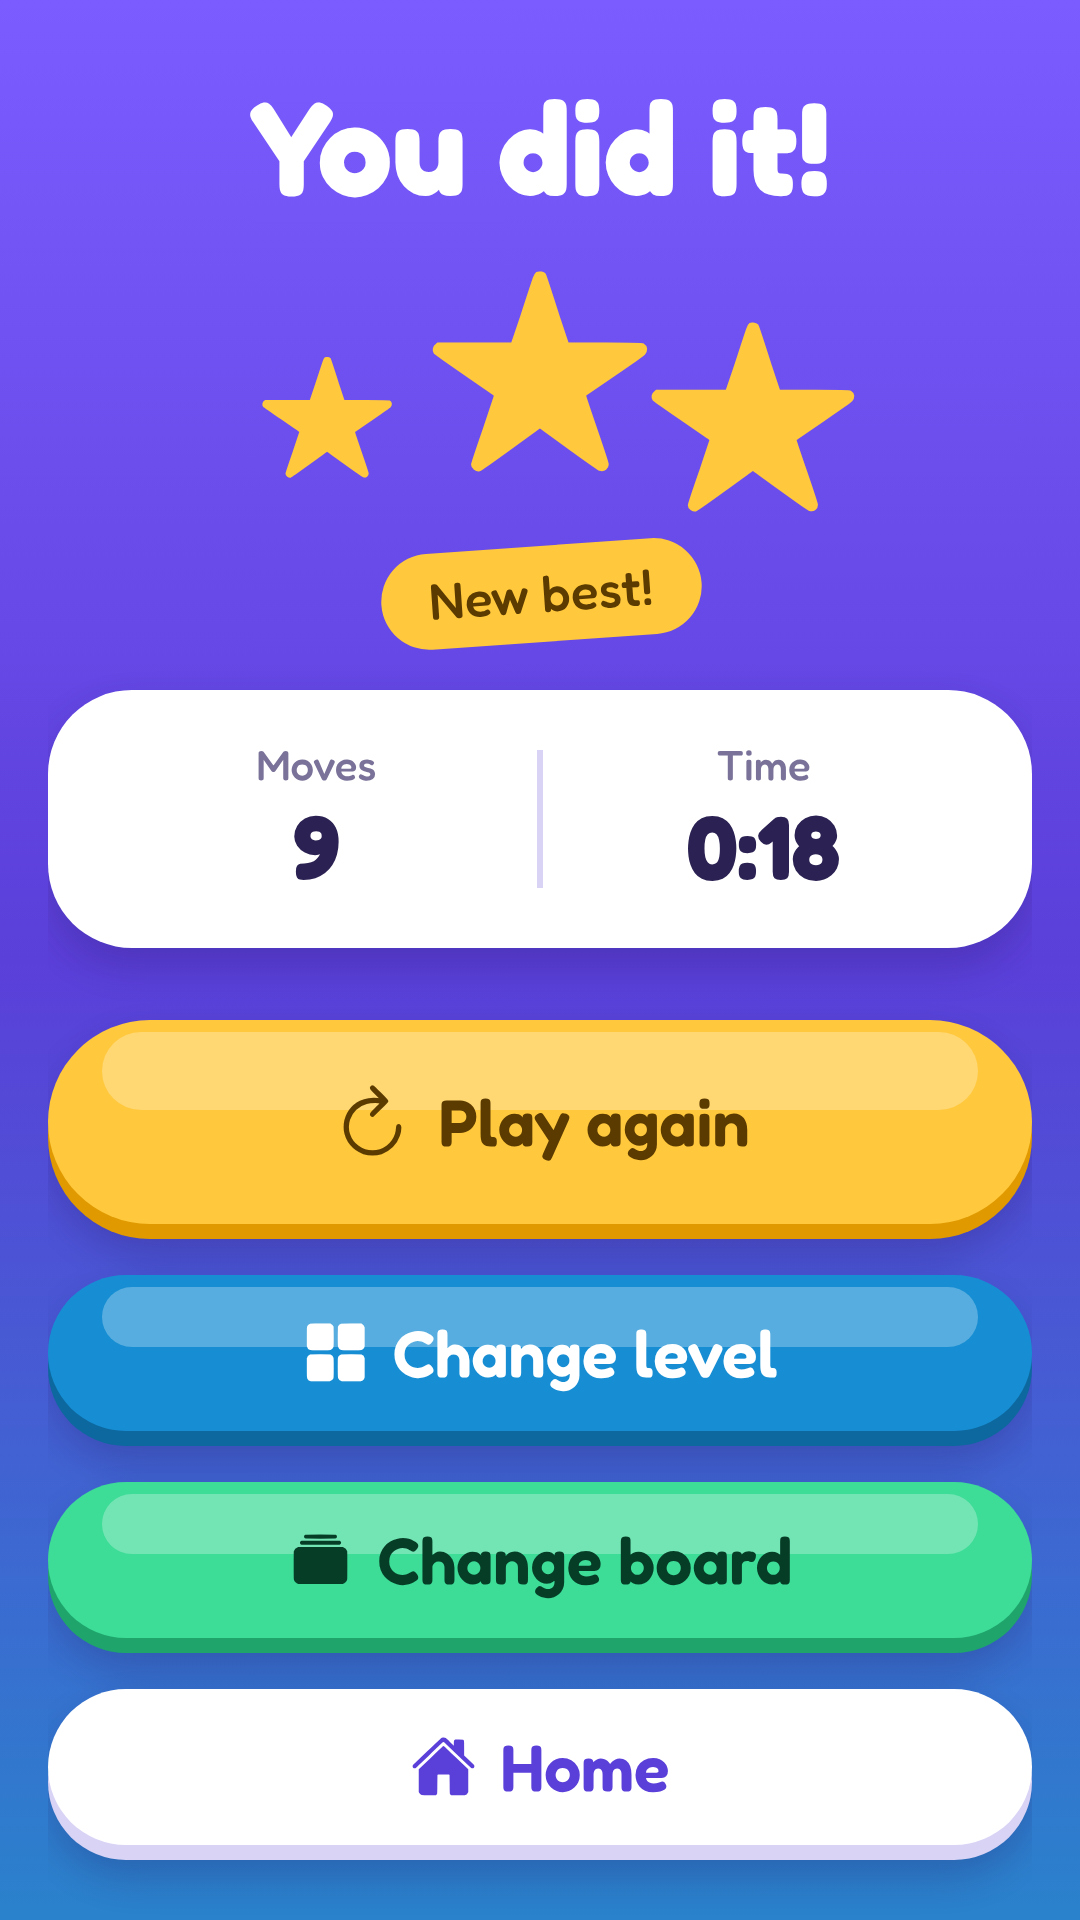 You did it!
New best!
Moves
9
Time
0:18
Play again
Change level
Change board
Home